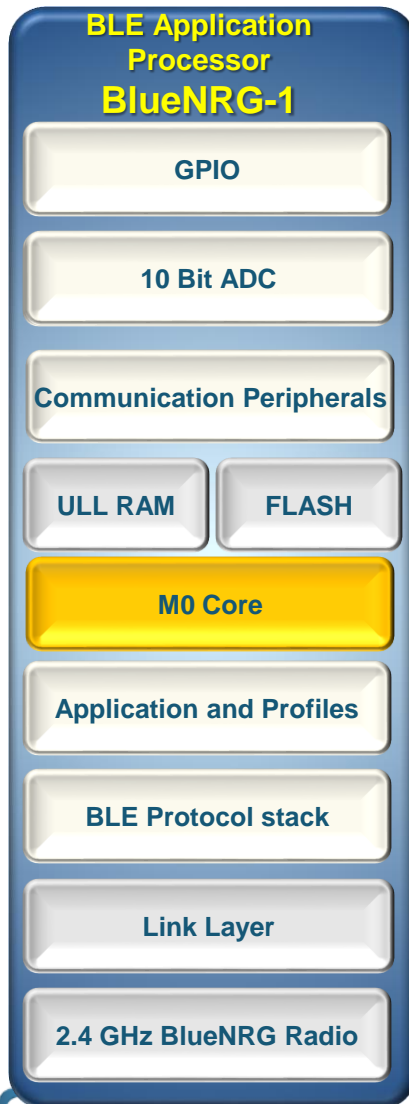 BLE Application
Processor
BlueNRG-1
GPIO
10 Bit ADC
Communication Peripherals
ULL RAM
FLASH
M0 Core
Application and Profiles
BLE Protocol stack
Link Layer
2.4 GHz BlueNRG Radio